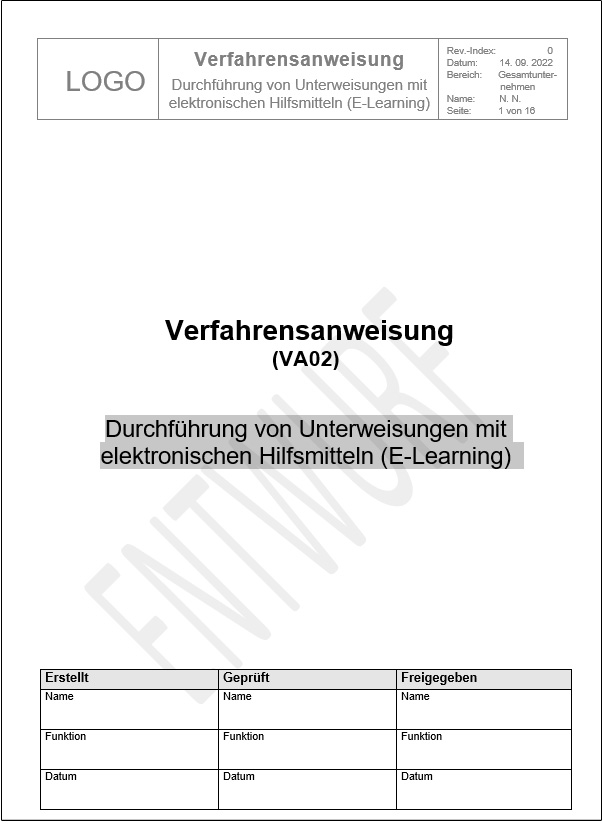 LOGO
Verfahrensanweisung
Durchführung von Unterweisungen mit
elektronischen Hilfsmitteln (E-Learning)
Rev.-Index: 0
Datum: 14. 09. 2022
Bereich: Gesamtunter-
nehmen
Name: N. N.
Seite: 1 von 16
Verfahrensanweisung
(VA02)
Durchführung von Unterweisungen mit
elektronischen Hilfsmitteln (E-Learning)
ENTWURF
Erstellt Geprüft Freigegeben
Name Name Name
Funktion Funktion Funktion
Datum Datum Datum